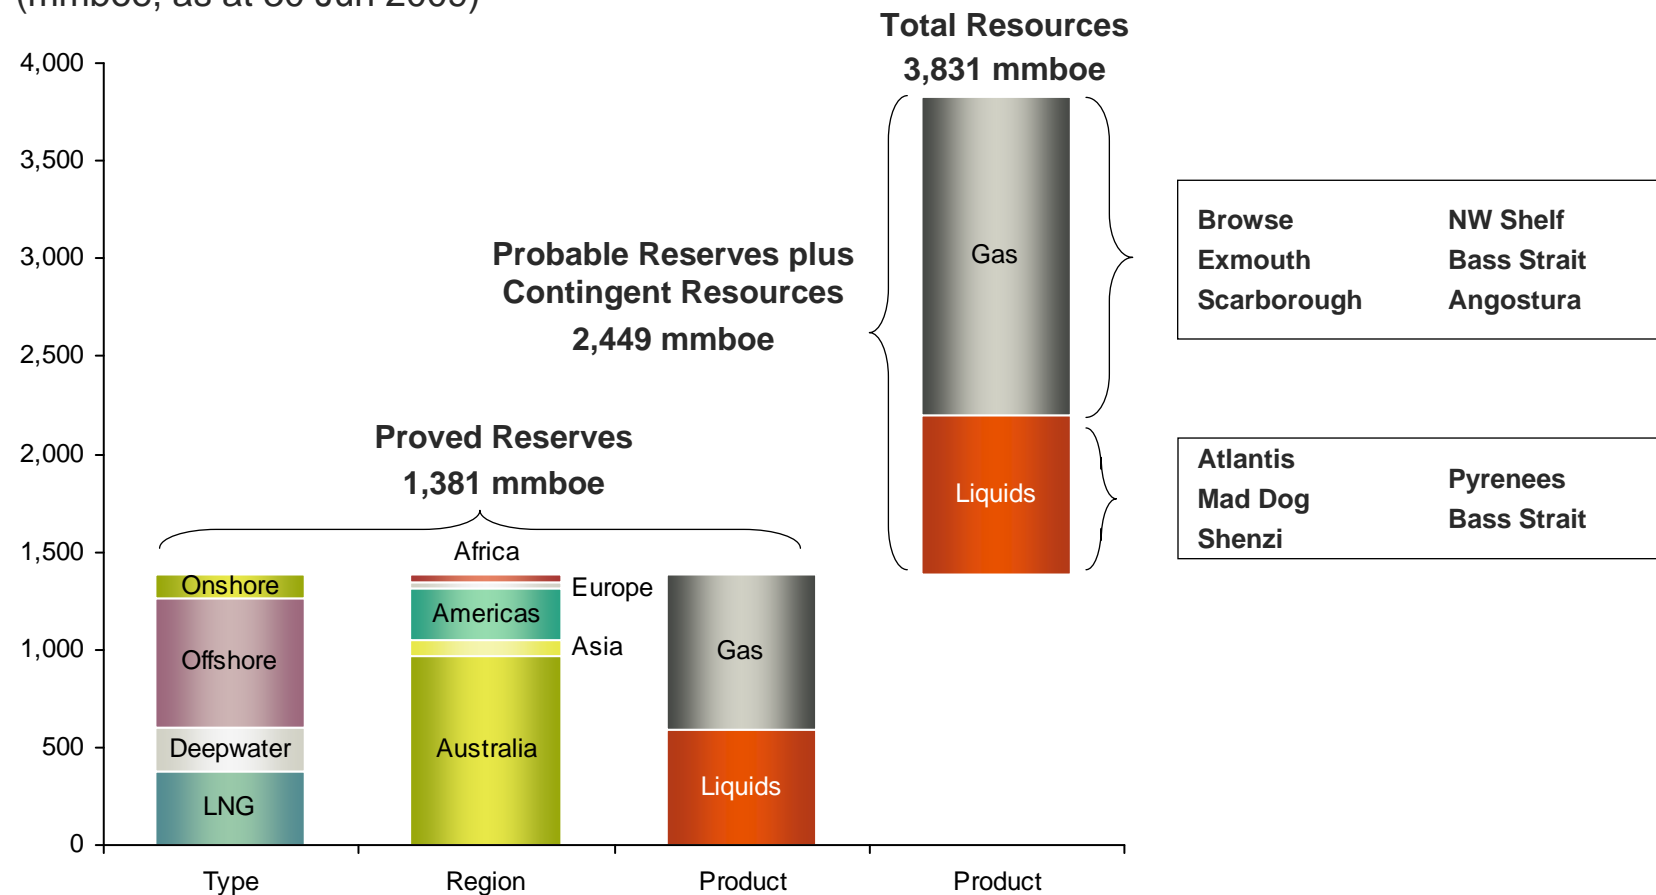 Total Resources
3,831 mmboe
4,000
3,500
3,000
2,500
2,000
1,500
1,000
500
0
Probable Reserves plus
Contingent Resources
2,449 mmboe
Proved Reserves
1,381 mmboe
Gas
Liquids
Browse
Exmouth
Scarborough
NW Shelf
Bass Strait
Angostura
Atlantis
Mad Dog
Shenzi
Pyrenees
Bass Strait
Onshore
Offshore
Deepwater
LNG
Africa
Europe
Americas
Asia
Australia
Gas
Liquids
Type
Region
Product
Product